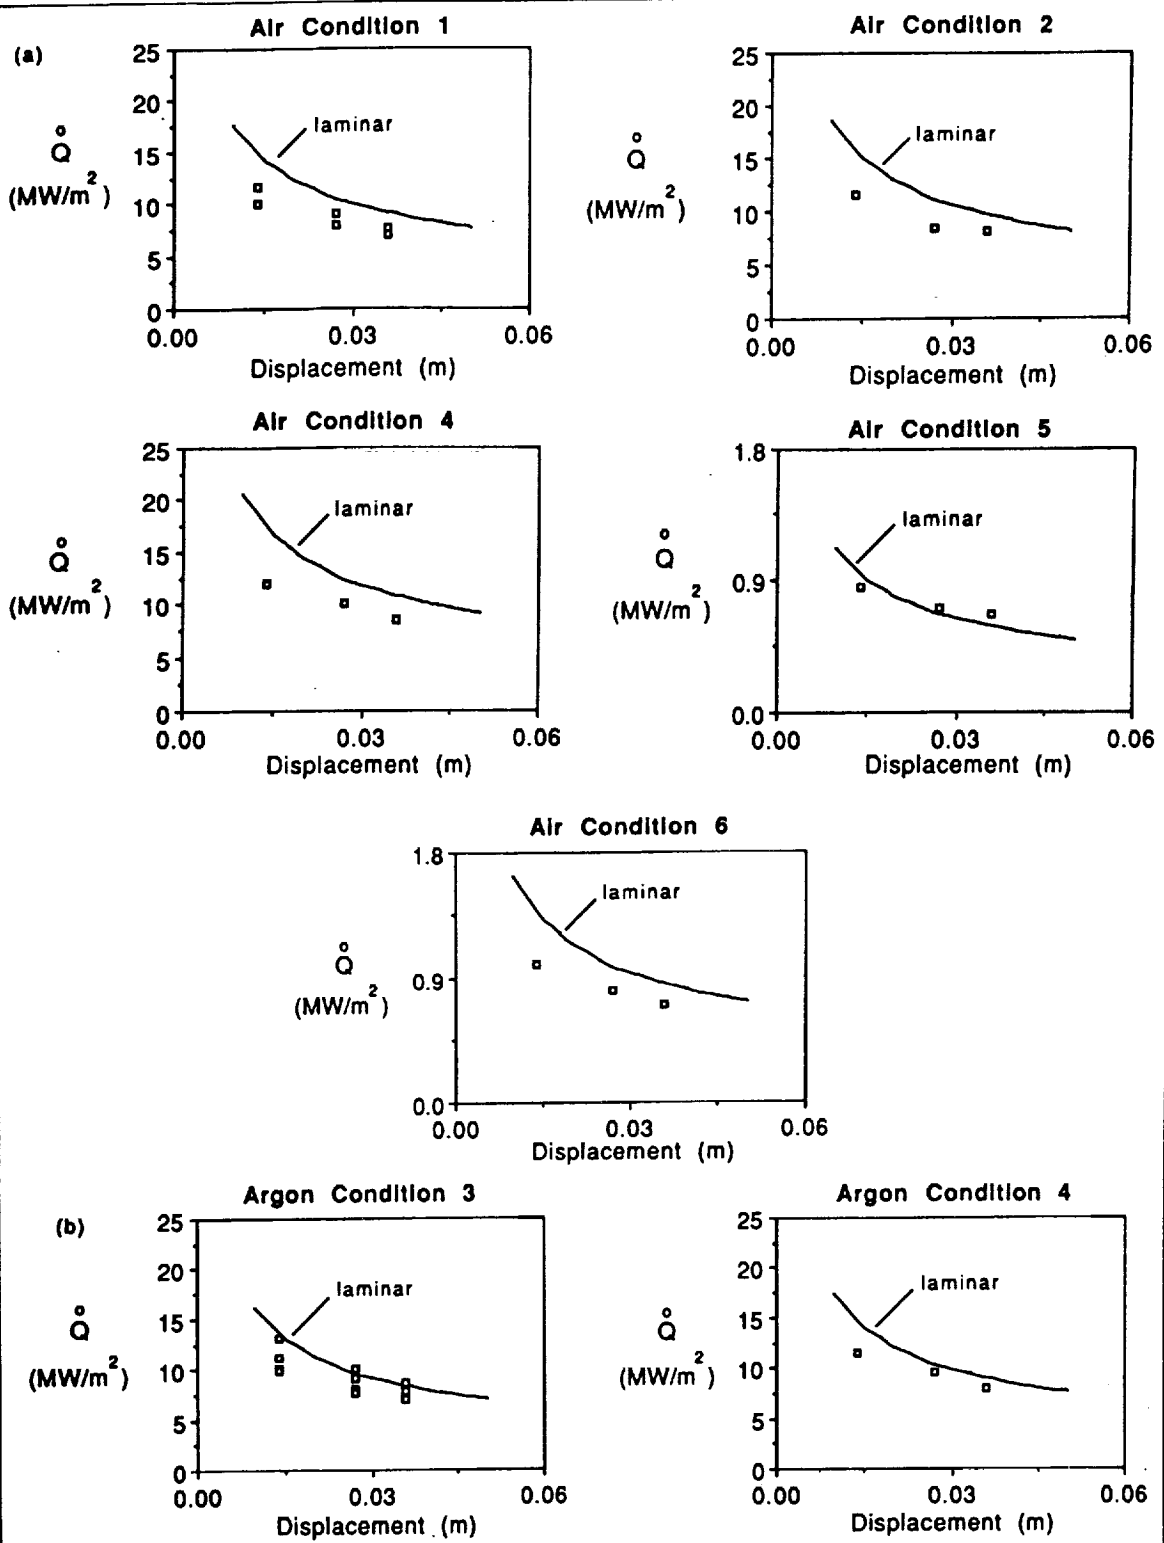 (a)
Air Condition 1
25
20
15
10
5
0
0.00 0.03 0.06
Displacement (m)
Q̊
(MW/m²)
laminar
Air Condition 2
25
20
15
10
5
0
0.00 0.03 0.06
Displacement (m)
Q̊
(MW/m²)
laminar
Air Condition 4
25
20
15
10
5
0
0.00 0.03 0.06
Displacement (m)
Q̊
(MW/m²)
laminar
Air Condition 5
1.8
0.9
0.0
0.00 0.03 0.06
Displacement (m)
Q̊
(MW/m²)
laminar
Air Condition 6
1.8
0.9
0.0
0.00 0.03 0.06
Displacement (m)
Q̊
(MW/m²)
laminar
(b)
Argon Condition 3
25
20
15
10
5
0
0.00 0.03 0.06
Displacement (m)
Q̊
(MW/m²)
laminar
Argon Condition 4
25
20
15
10
5
0
0.00 0.03 0.06
Displacement (m)
Q̊
(MW/m²)
laminar